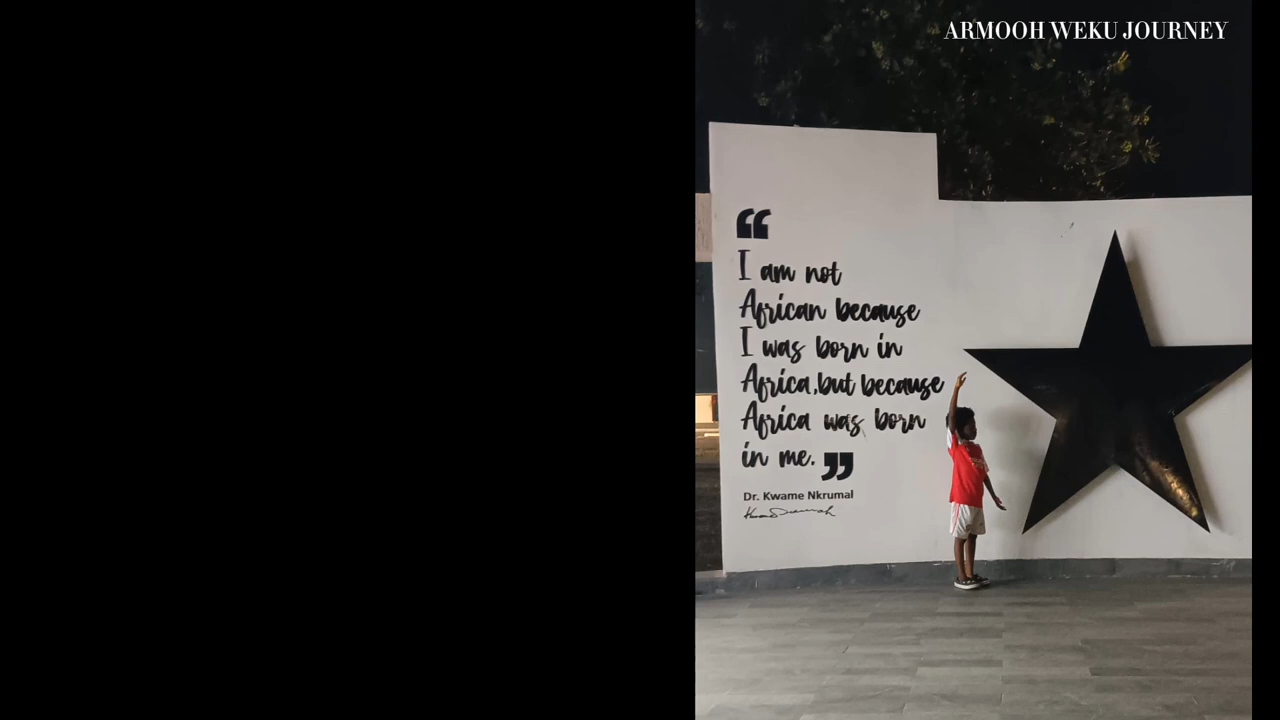 ARMOOH WEKU JOURNEY
“
I am not
African because
I was born in
Africa,but because
Africa was born
in me. ”
Dr. Kwame Nkrumal